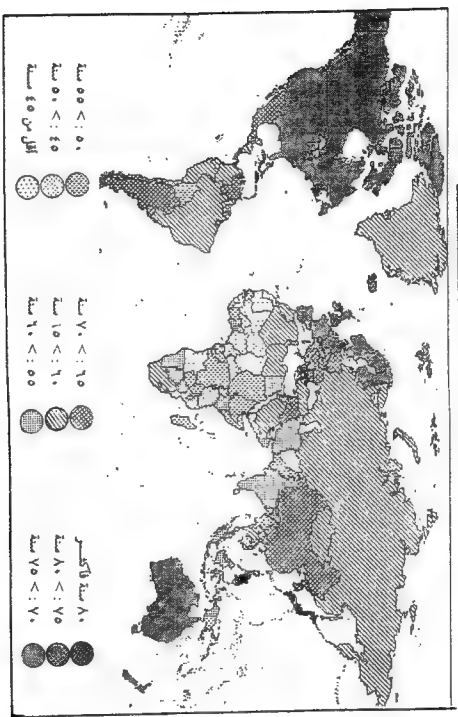 ٨٠ سنة فأكثر
٧٥ : < ٨٠ سنة
٧٠ : < ٧٥ سنة
٦٥ : < ٧٠ سنة
٦٠ : < ٦٥ سنة
٥٥ : < ٦٠ سنة
٥٠ : < ٥٥ سنة
٤٥ : < ٥٠ سنة
أقل من ٤٥ سنة